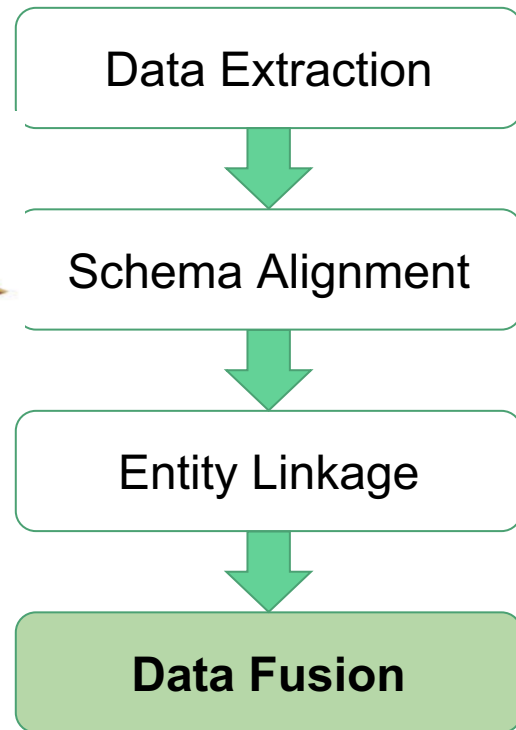 Data Extraction
Schema Alignment
Entity Linkage
Data Fusion